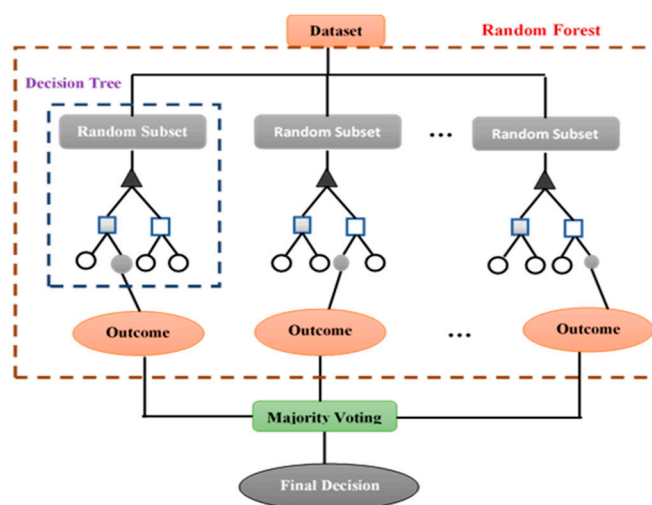 Dataset
Random Forest
Decision Tree
Random Subset
Random Subset
...
Random Subset
Outcome
Outcome
...
Outcome
Majority Voting
Final Decision